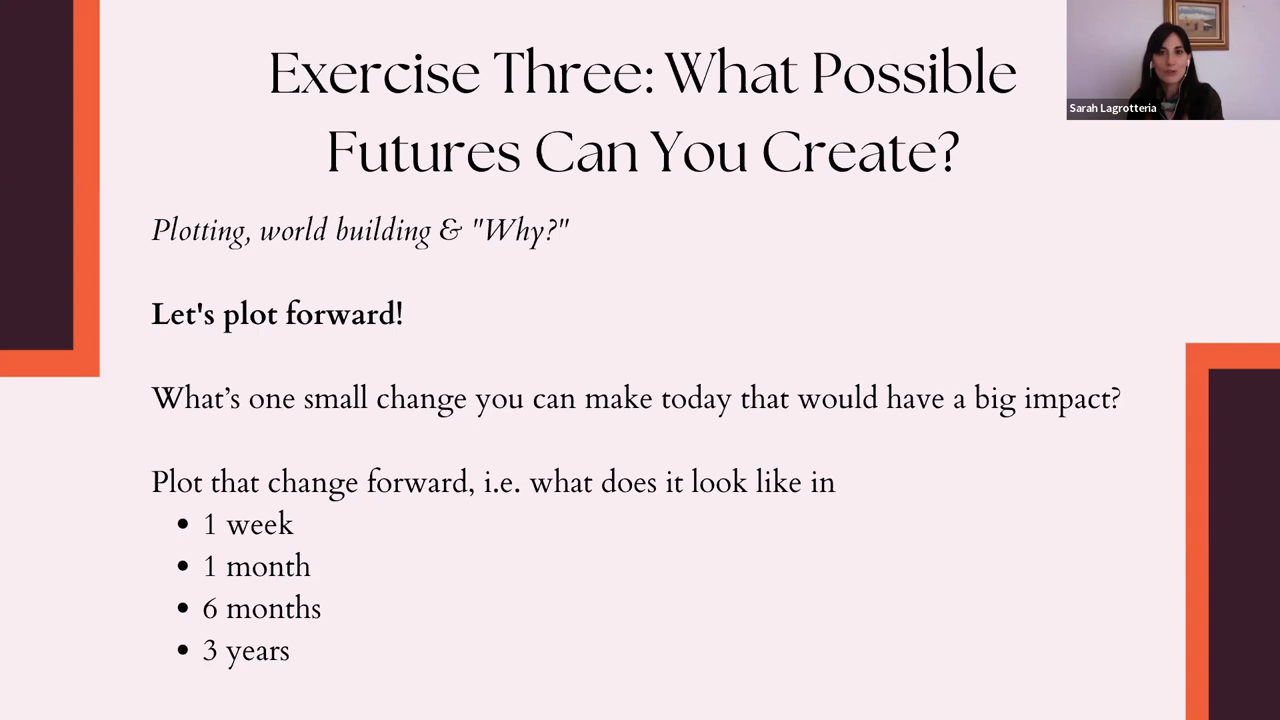 Exercise Three: What Possible
Futures Can You Create?
Sarah Lagrotteria
Plotting, world building & "Why?"
Let's plot forward!
What’s one small change you can make today that would have a big impact?
Plot that change forward, i.e. what does it look like in
• 1 week
• 1 month
• 6 months
• 3 years